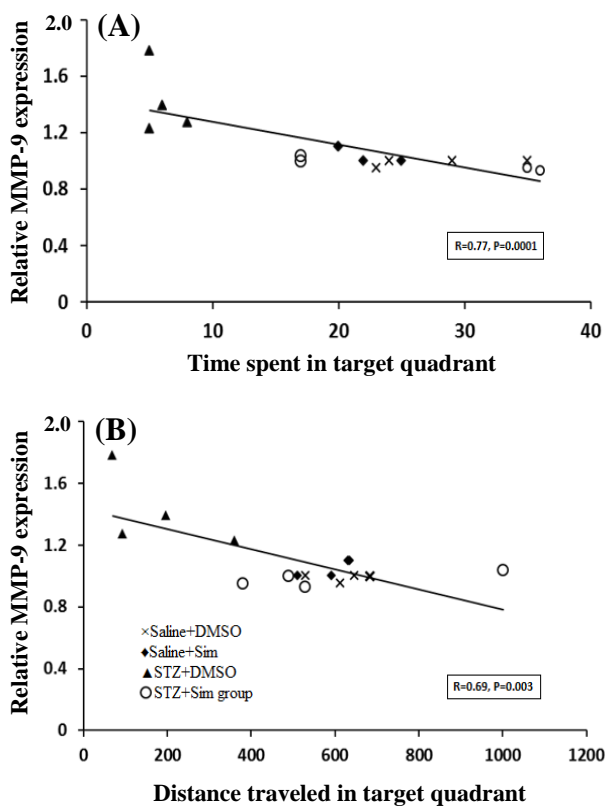 (A)
Relative MMP-9 expression
2.0
1.6
1.2
0.8
0.4
0
R=0.77, P=0.0001
0 10 20 30 40
Time spent in target quadrant
(B)
Relative MMP-9 expression
2.0
1.6
1.2
0.8
0.4
0
×Saline+DMSO
◆Saline+Sim
▲STZ+DMSO
○STZ+Sim group
R=0.69, P=0.003
0 200 400 600 800 1000 1200
Distance traveled in target quadrant